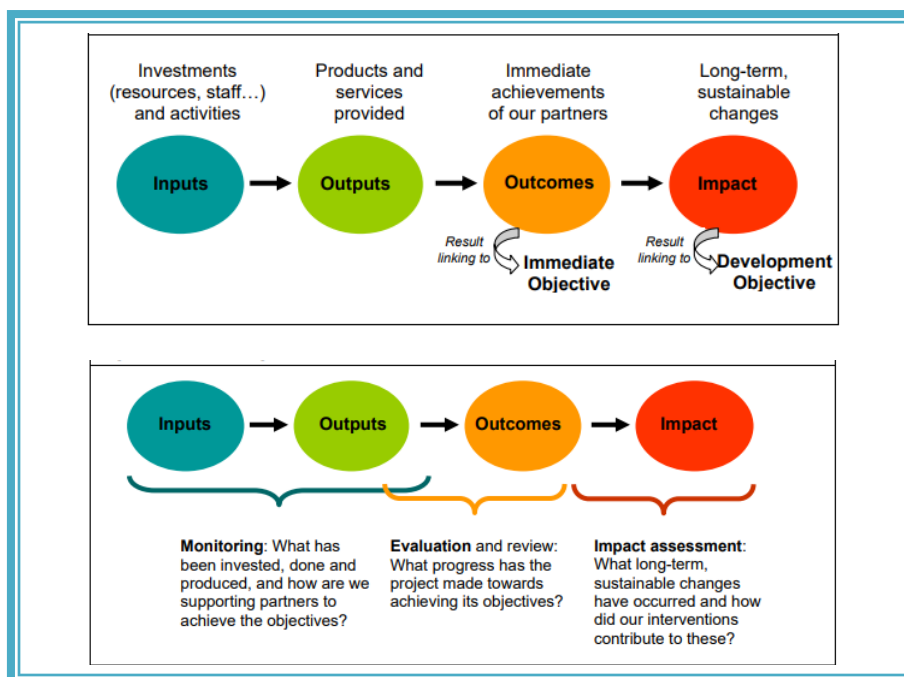 Investments
(resources, staff…)
and activities
Products and
services
provided
Immediate
achievements
of our partners
Long-term,
sustainable
changes
Inputs
Outputs
Outcomes
Impact
Result
linking to
Immediate
Objective
Result
linking to
Development
Objective
Inputs
Outputs
Outcomes
Impact
Monitoring: What has
been invested, done and
produced, and how are we
supporting partners to
achieve the objectives?
Evaluation and review:
What progress has the
project made towards
achieving its objectives?
Impact assessment:
What long-term,
sustainable changes
have occurred and how
did our interventions
contribute to these?